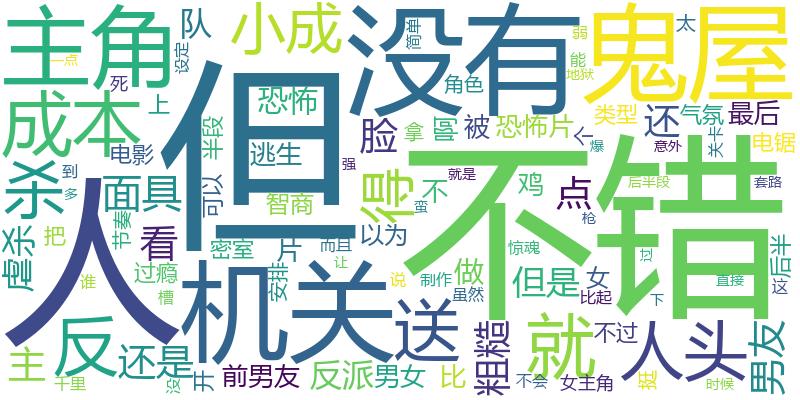 主角
队
小成
没有
鬼屋
太
简单
弱
能
地狱
一点
死
设定
上
恐怖
角色
类型
气氛
最后
成本
但
电影
半段
逃生
脸
拿
被
恐怖片
个
还
关卡
电锯
爆
意外
杀
到
多
面具
可以
智商
得
强
就是
不
鸡
点
不错
后半段
套路
人
虐杀
把
看
节奏
密室
片
而且
以为
蛮
惊魂
枪
过
后半
谁
过瘾
安排
让
机关
说
制作
做
但是
女
直接
这
槽
虽然
比起
下
主
反
还是
送
粗糙
就
不过
人头
男友
千里
没
开
前男友
反派
男女
比
不会
女主角
挺
时候